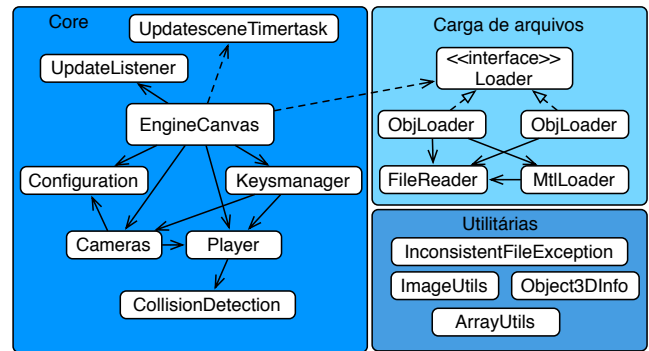 Core
UpdatesceneTimertask
UpdateListener
EngineCanvas
Configuration
Keysmanager
Cameras
Player
CollisionDetection
Carga de arquivos
<<interface>>
Loader
ObjLoader
ObjLoader
FileReader
MtlLoader
Utilitárias
InconsistentFileException
ImageUtils
Object3DInfo
ArrayUtils